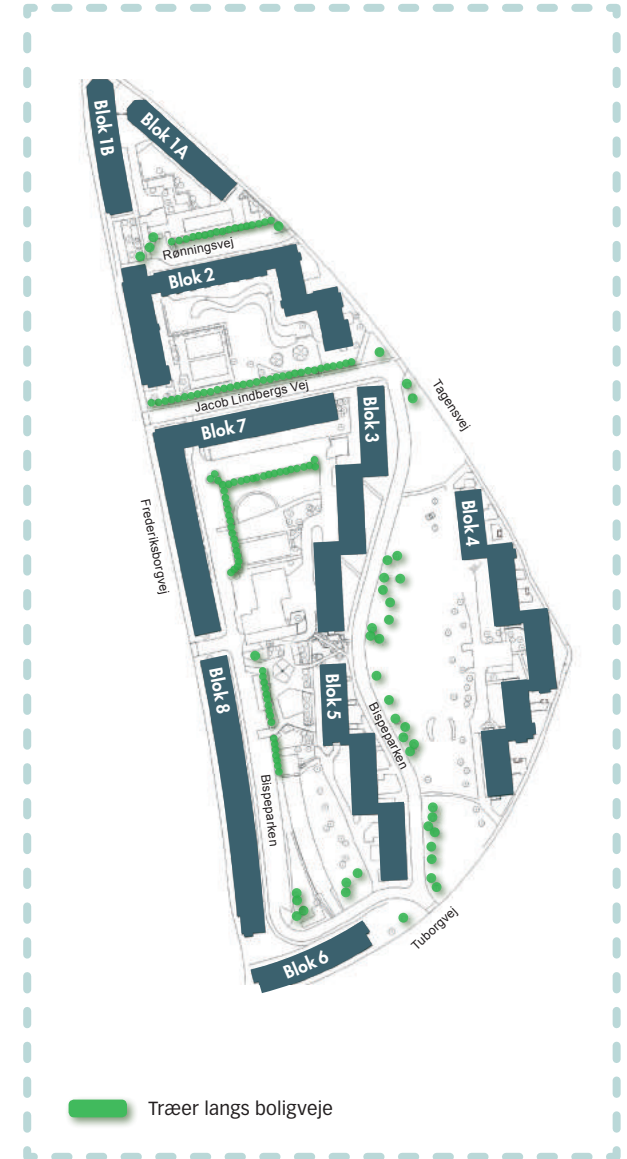 Blok 1B
Blok 1A
Rønningsvej
Blok 2
Jacob Lindbergs Vej
Tagensvej
Blok 7
Blok 3
Frederiksborgvej
Blok 4
Blok 8
Blok 5
Bispeparken
Bispeparken
Tuborgvej
Blok 6
Træer langs boligveje